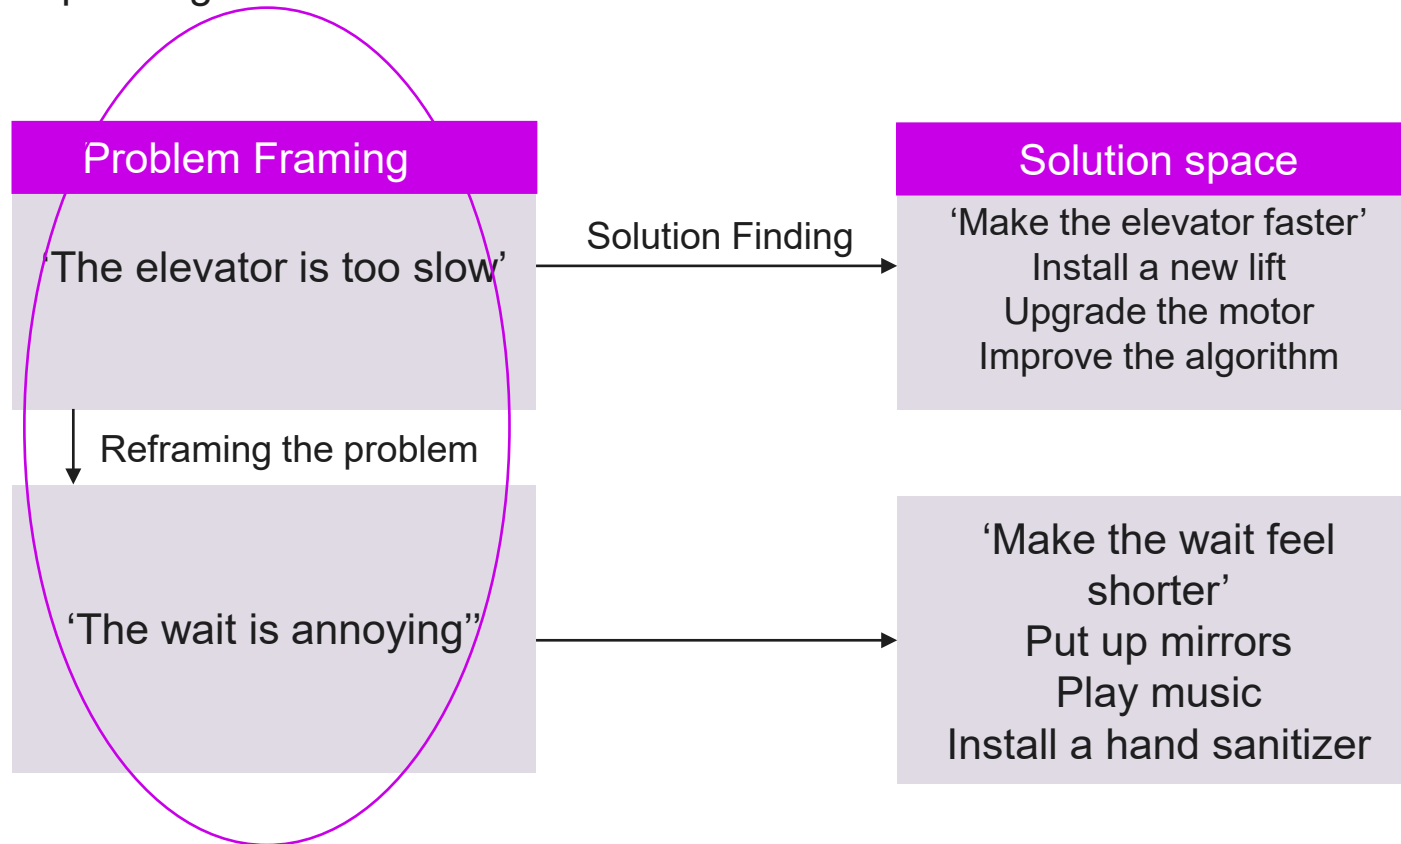 Problem Framing
Solution space
'The elevator is too slow'
Solution Finding
‘Make the elevator faster’
Install a new lift
Upgrade the motor
Improve the algorithm
Reframing the problem
‘The wait is annoying’'
‘Make the wait feel
shorter’
Put up mirrors
Play music
Install a hand sanitizer